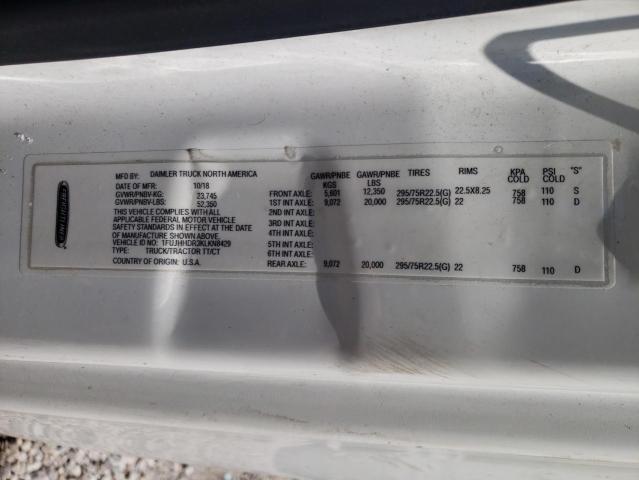 FREIGHTLINER
MFG BY: DAIMLER TRUCK NORTH AMERICA
DATE OF MFR: 10/18
GVWR/PNBV-KG: 23,745
GVWR/PNBV-LBS: 52,350
THIS VEHICLE COMPLIES WITH ALL
APPLICABLE FEDERAL MOTOR VEHICLE
SAFETY STANDARDS IN EFFECT AT THE DATE
OF MANUFACTURE SHOWN ABOVE.
VEHICLE ID NO: 1FUJHHDR3KLKN8429
TYPE: TRUCK/TRACTOR TT/CT
COUNTRY OF ORIGIN: U.S.A.
GAWR/PNBE KGS GAWR/PNBE LBS TIRES RIMS KPA COLD PSI COLD "S"
FRONT AXLE: 5,601 12,350 295/75R22.5(G) 22.5X8.25 758 110 S
1ST INT AXLE: 9,072 20,000 295/75R22.5(G) 22 758 110 D
2ND INT AXLE:
3RD INT AXLE:
4TH INT AXLE:
5TH INT AXLE:
6TH INT AXLE:
REAR AXLE: 9,072 20,000 295/75R22.5(G) 22 758 110 D